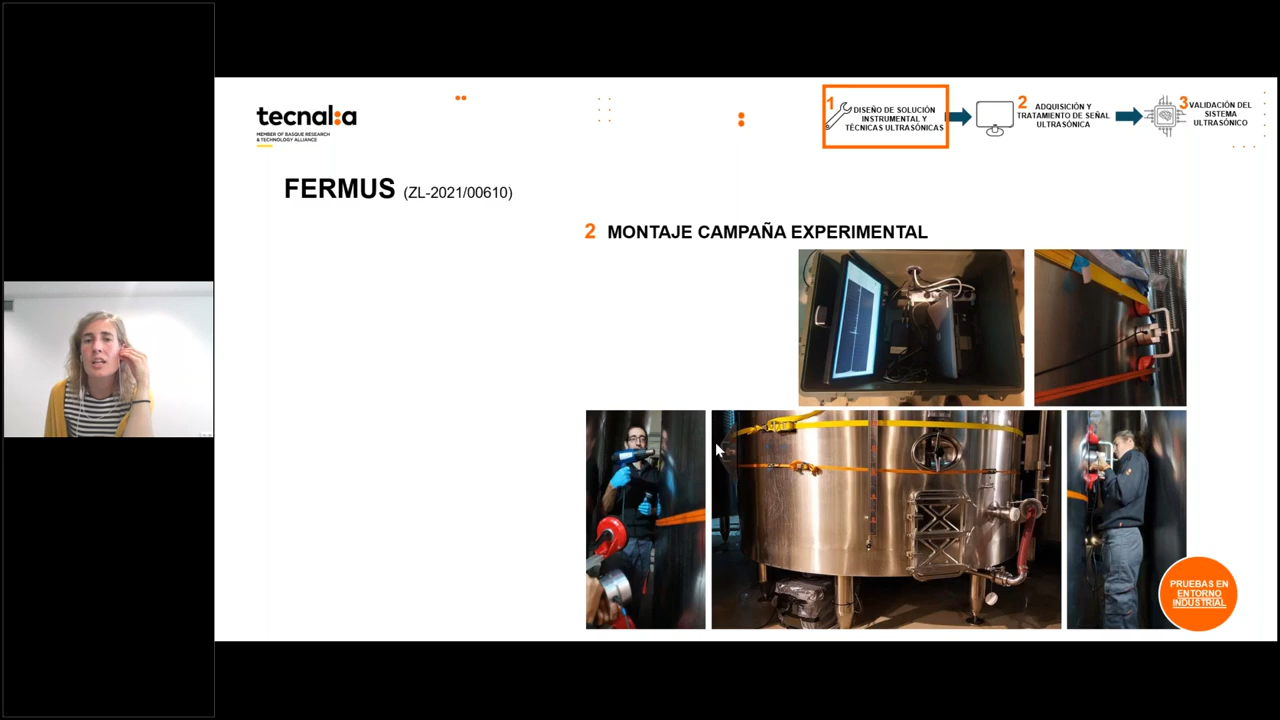 tecnal:a
MEMBER OF BASQUE RESEARCH
& TECHNOLOGY ALLIANCE
1
DISEÑO DE SOLUCIÓN
INSTRUMENTAL Y
TÉCNICAS ULTRASÓNICAS
2
ADQUISICIÓN Y
TRATAMIENTO DE SEÑAL
ULTRASÓNICA
3
VALIDACIÓN DEL
SISTEMA
ULTRASÓNICO
FERMUS (ZL-2021/00610)
2 MONTAJE CAMPAÑA EXPERIMENTAL
PRUEBAS EN
ENTORNO
INDUSTRIAL